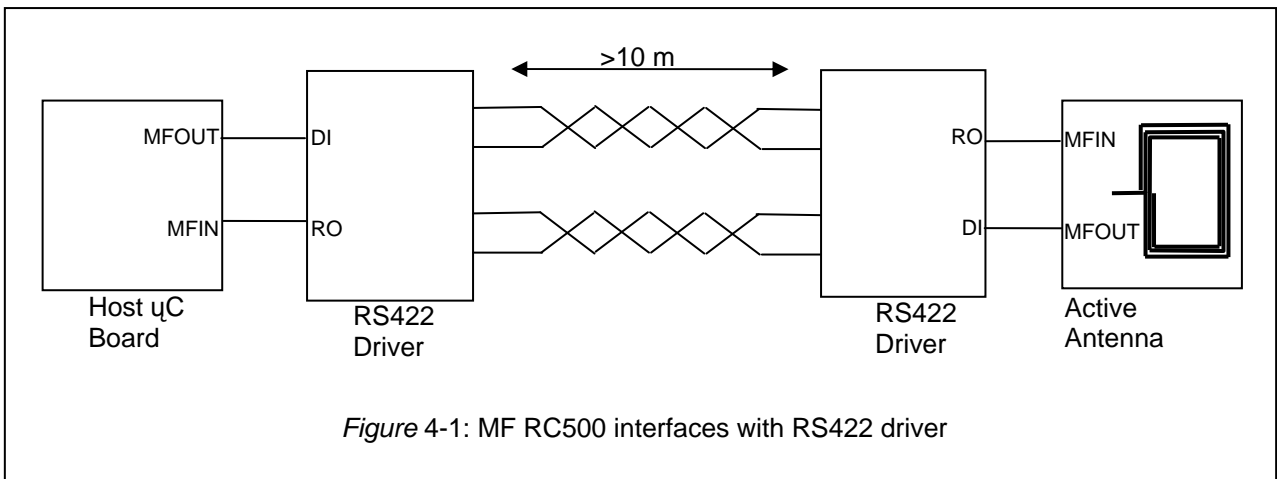 >10 m
MFOUT
DI
RO
MFIN
MFIN
RO
DI
MFOUT
Host ųC
Board
RS422
Driver
RS422
Driver
Active
Antenna
Figure 4-1: MF RC500 interfaces with RS422 driver